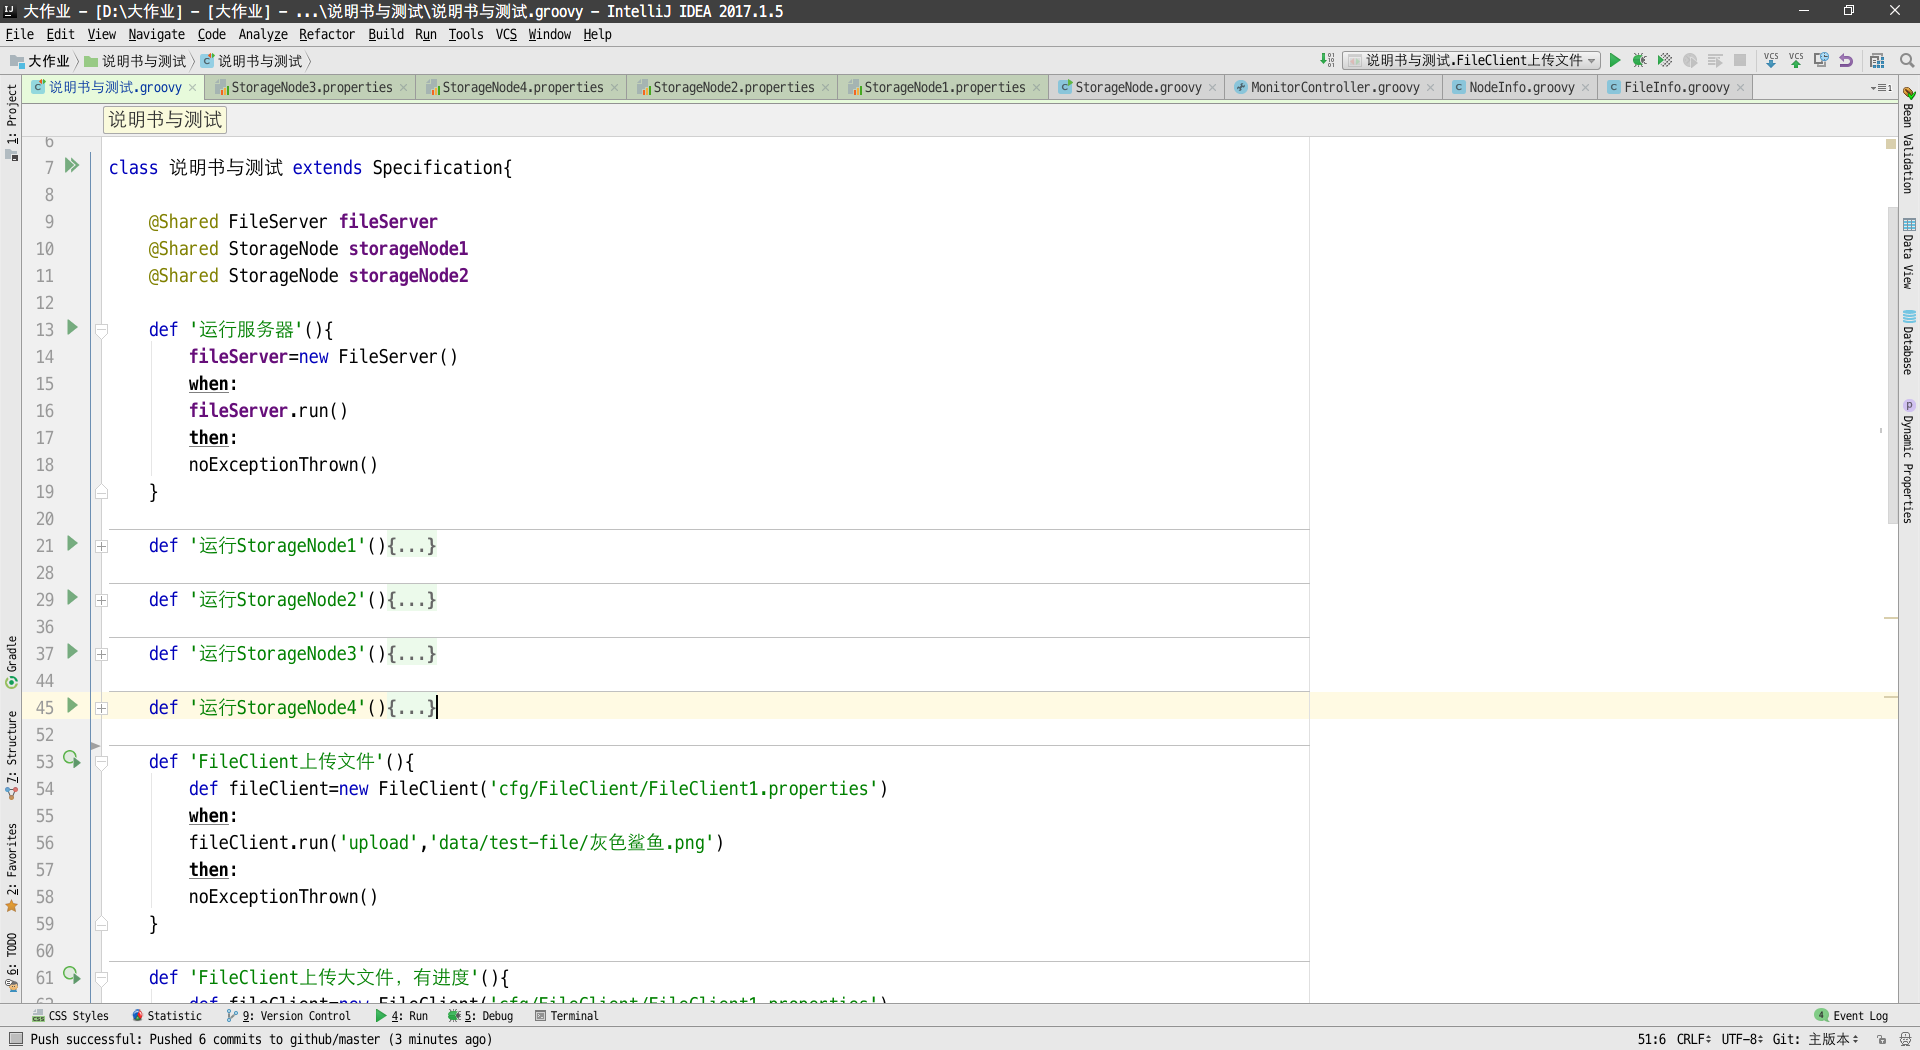 大作业 - [D:\大作业] - [大作业] - ...\说明书与测试\说明书与测试.groovy - IntelliJ IDEA 2017.1.5
File Edit View Navigate Code Analyze Refactor Build Run Tools VCS Window Help
大作业 说明书与测试 说明书与测试 说明书与测试.FileClient上传文件
说明书与测试.groovy StorageNode3.properties StorageNode4.properties StorageNode2.properties StorageNode1.properties StorageNode.groovy MonitorController.groovy NodeInfo.groovy FileInfo.groovy
说明书与测试
6
7 class 说明书与测试 extends Specification{
8
9 @Shared FileServer fileServer
10 @Shared StorageNode storageNode1
11 @Shared StorageNode storageNode2
12
13 def '运行服务器'(){
14 fileServer=new FileServer()
15 when:
16 fileServer.run()
17 then:
18 noExceptionThrown()
19 }
20
21 def '运行StorageNode1'(){...}
28
29 def '运行StorageNode2'(){...}
36
37 def '运行StorageNode3'(){...}
44
45 def '运行StorageNode4'(){...}
52
53 def 'FileClient上传文件'(){
54 def fileClient=new FileClient('cfg/FileClient/FileClient1.properties')
55 when:
56 fileClient.run('upload','data/test-file/灰色鲨鱼.png')
57 then:
58 noExceptionThrown()
59 }
60
61 def 'FileClient上传大文件，有进度'(){
62 def fileClient=new FileClient('cfg/FileClient/FileClient1.properties')
1: Project
Gradle
7: Structure
2: Favorites
6: TODO
Bean Validation
Data View
Database
Dynamic Properties
CSS Styles Statistic 9: Version Control 4: Run 5: Debug Terminal 4 Event Log
Push successful: Pushed 6 commits to github/master (3 minutes ago) 51:6 CRLF UTF-8 Git: 主版本